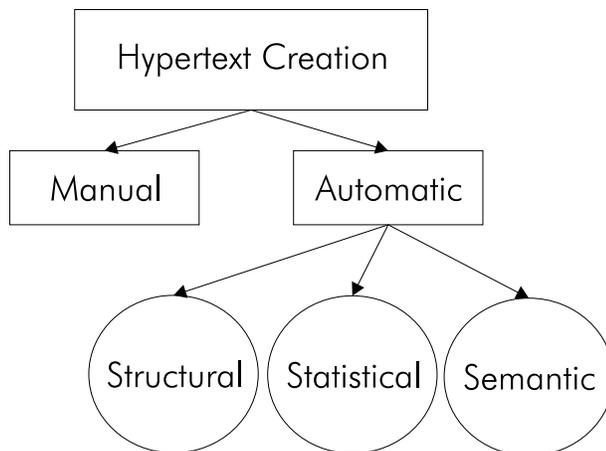 Hypertext Creation
Manual
Automatic
Structural
Statistical
Semantic